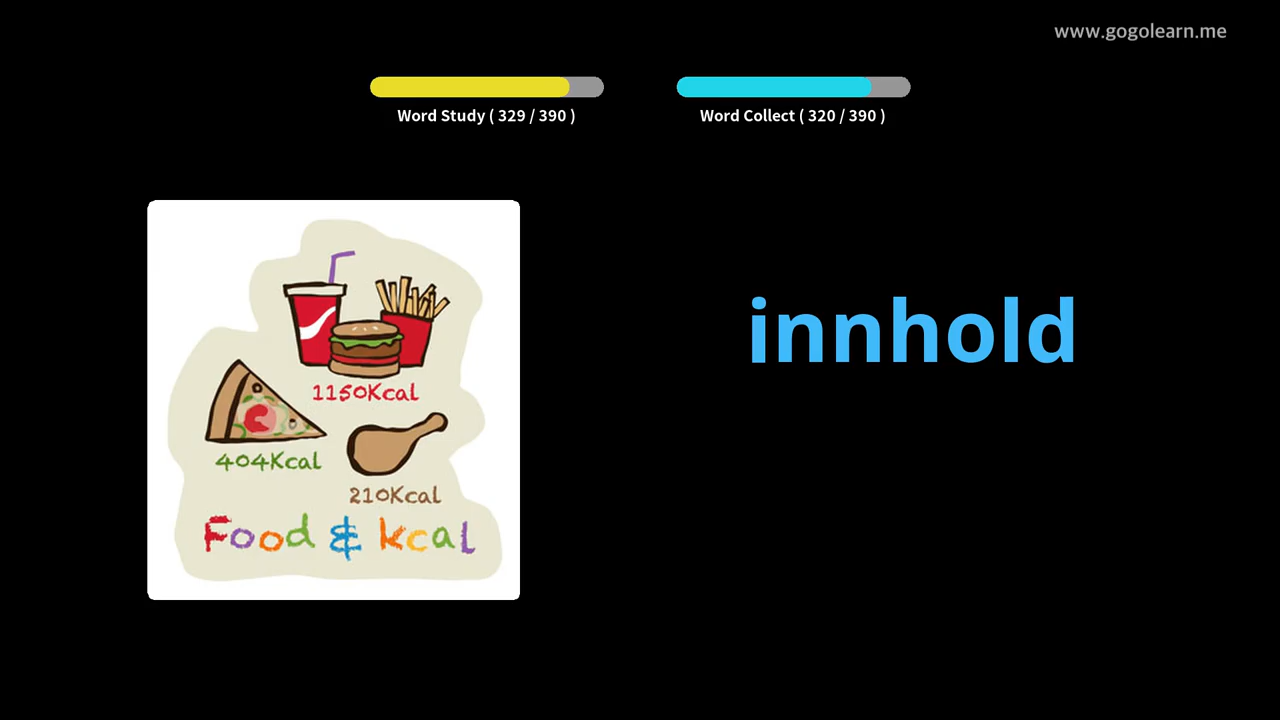 www.gogolearn.me
Word Study ( 329 / 390 )
Word Collect ( 320 / 390 )
innhold
1150Kcal
404Kcal
210Kcal
Food & kcal